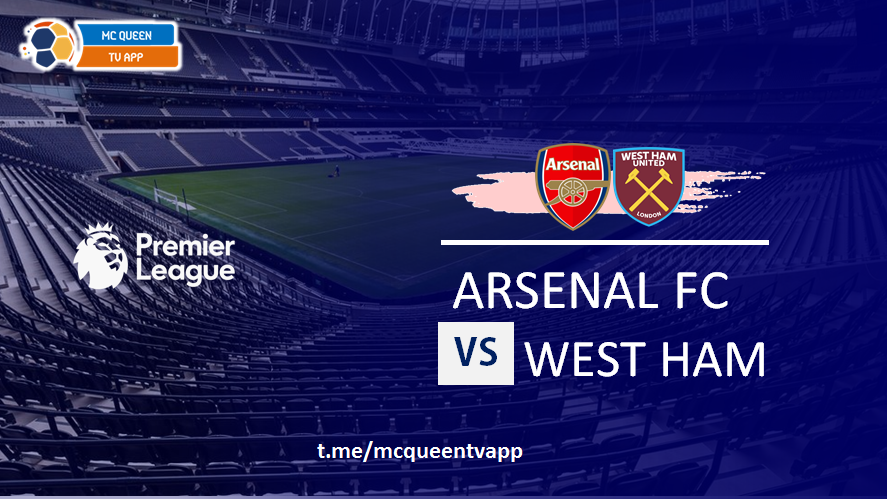 MC QUEEN
TV APP
Arsenal
WEST HAM
UNITED
LONDON
Premier
League
ARSENAL FC
VS
WEST HAM
t.me/mcqueentvapp